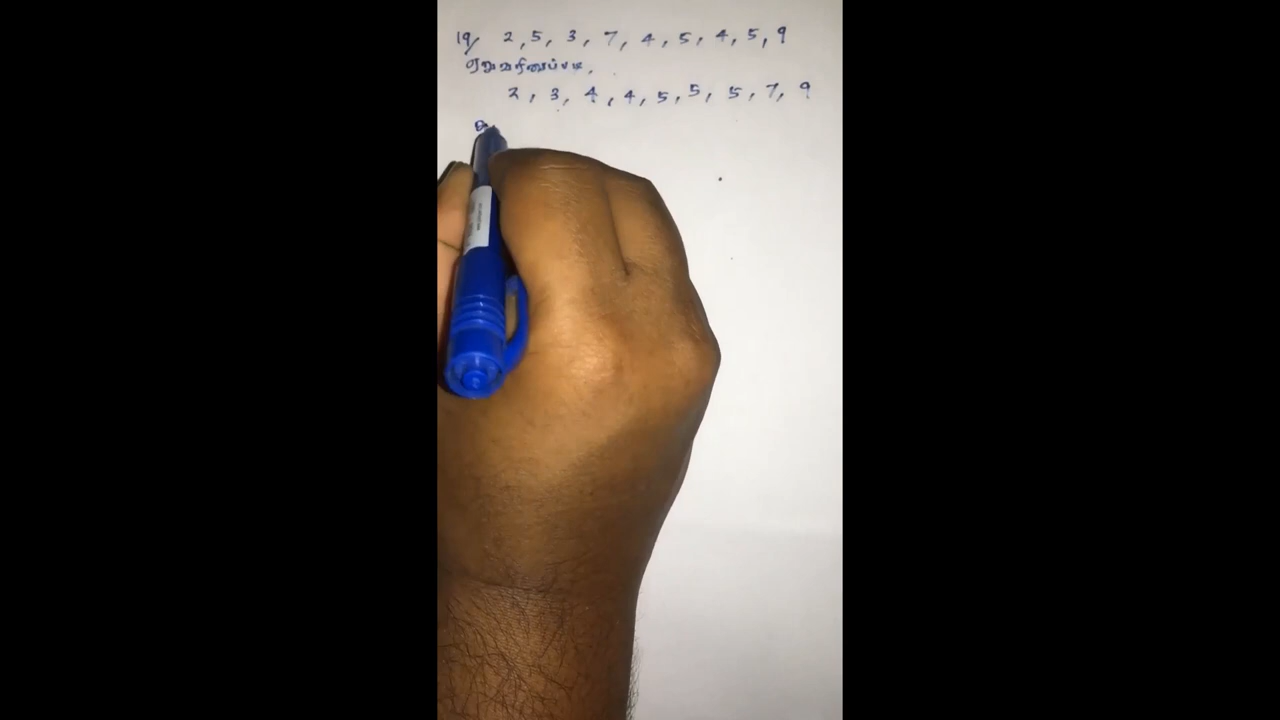 19/ 2, 5, 3, 7, 4, 5, 4, 5, 9
ஏறுவரிசைப்படி,
2, 3, 4, 4, 5, 5, 5, 7, 9